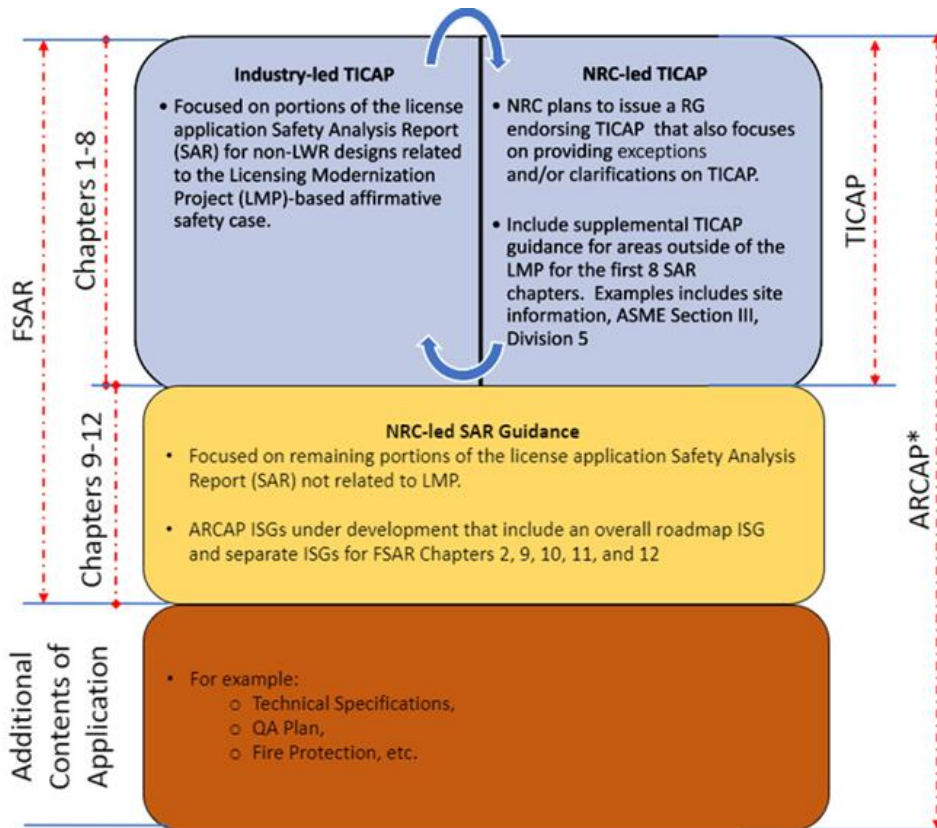 Industry-led TICAP
• Focused on portions of the license
application Safety Analysis Report
(SAR) for non-LWR designs related
to the Licensing Modernization
Project (LMP)-based affirmative
safety case.
NRC-led TICAP
• NRC plans to issue a RG
endorsing TICAP that also focuses
on providing exceptions
and/or clarifications on TICAP.
• Include supplemental TICAP
guidance for areas outside of the
LMP for the first 8 SAR
chapters. Examples includes site
information, ASME Section III,
Division 5
NRC-led SAR Guidance
• Focused on remaining portions of the license application Safety Analysis
Report (SAR) not related to LMP.
• ARCAP ISGs under development that include an overall roadmap ISG
and separate ISGs for FSAR Chapters 2, 9, 10, 11, and 12
• For example:
o Technical Specifications,
o QA Plan,
o Fire Protection, etc.
FSAR
Chapters 1-8
Chapters 9-12
Additional
Contents of
Application
TICAP
ARCAP*